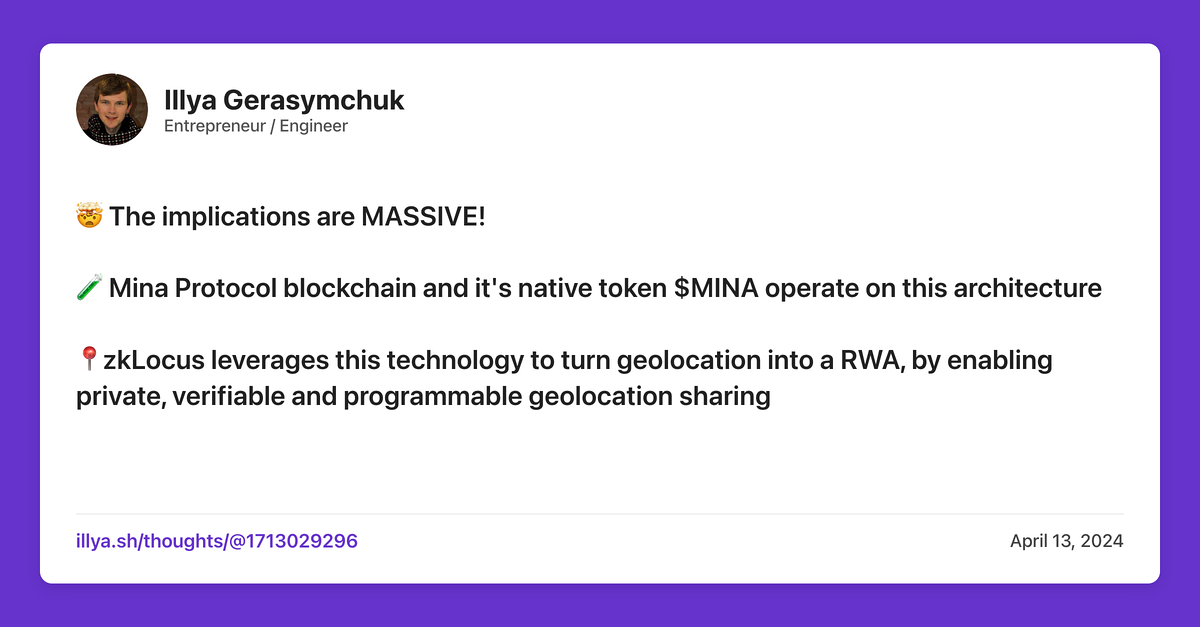 Illya Gerasymchuk
Entrepreneur / Engineer
🤯 The implications are MASSIVE!
🧪 Mina Protocol blockchain and it's native token $MINA operate on this architecture
📍zkLocus leverages this technology to turn geolocation into a RWA, by enabling
private, verifiable and programmable geolocation sharing
illya.sh/thoughts/@1713029296
April 13, 2024